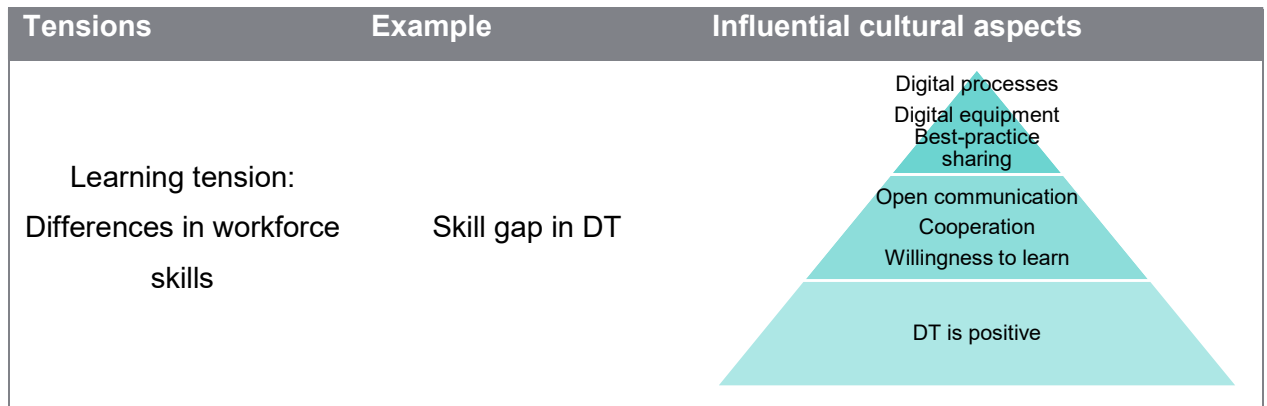 Tensions Example Influential cultural aspects
Learning tension:
Differences in workforce
skills
Skill gap in DT
Digital processes
Digital equipment
Best-practice
sharing
Open communication
Cooperation
Willingness to learn
DT is positive